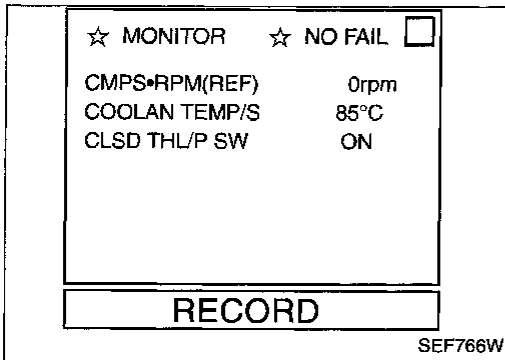 ☆ MONITOR ☆ NO FAIL
CMPS•RPM(REF) 0rpm
COOLAN TEMP/S 85°C
CLSD THL/P SW ON
RECORD
SEF766W